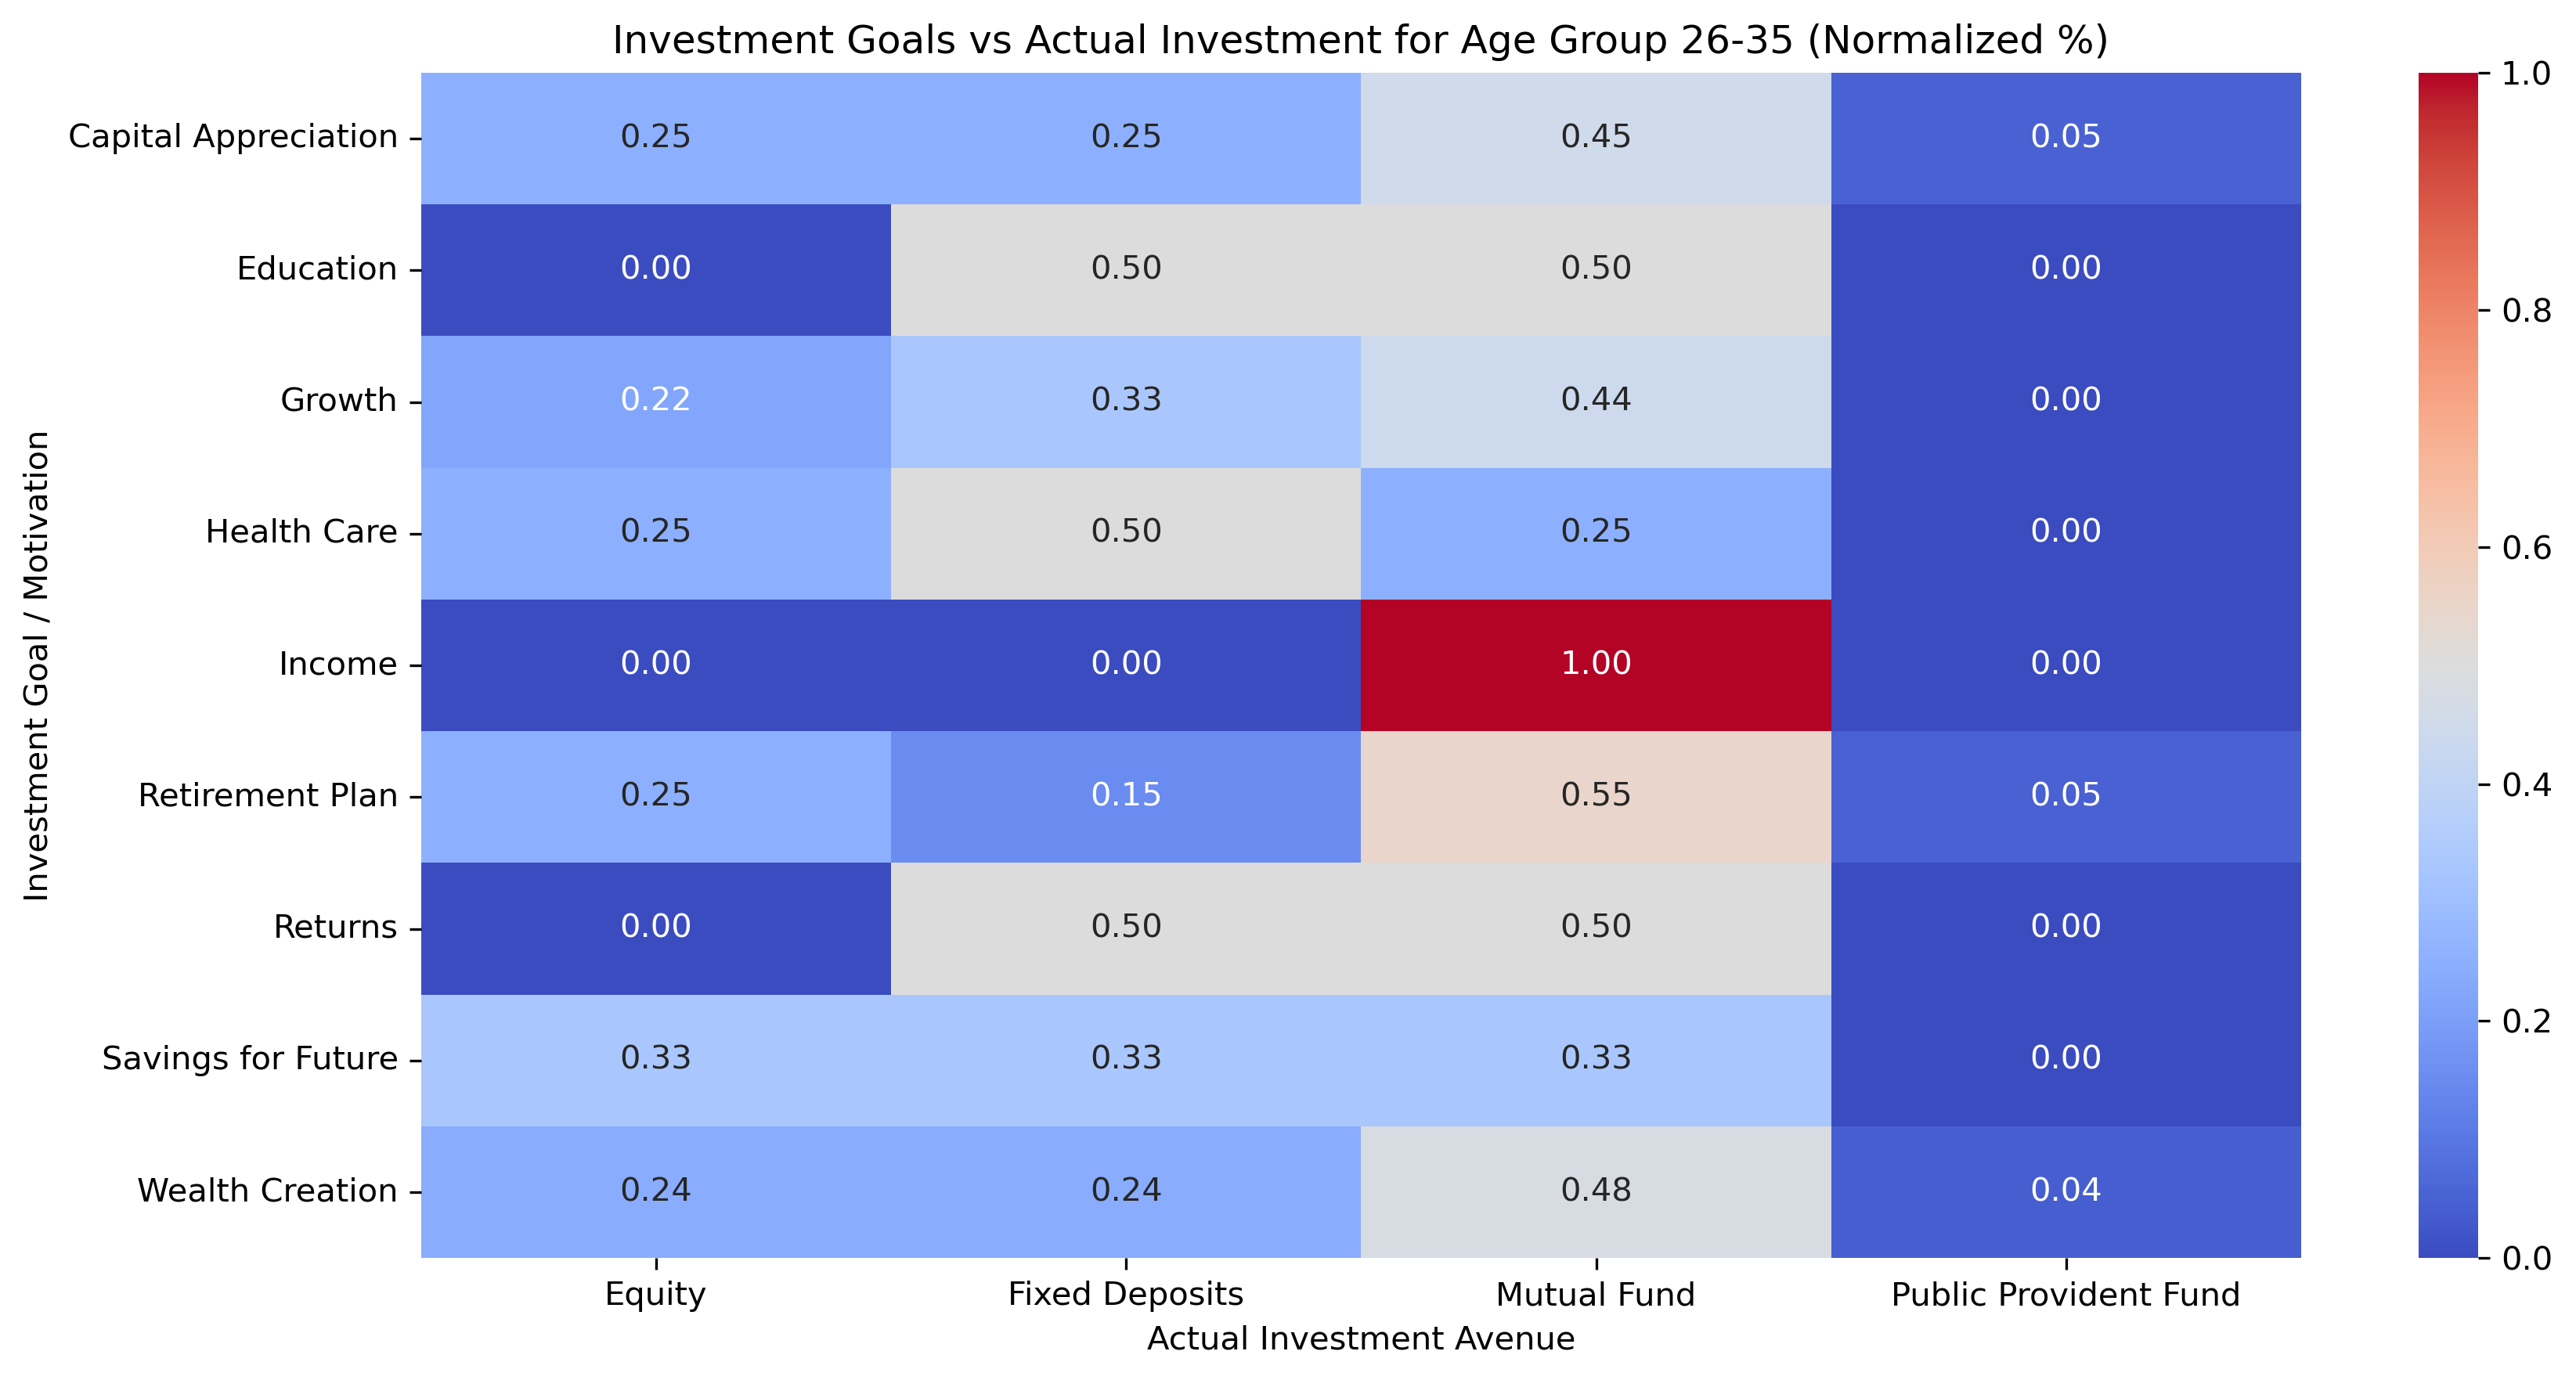 Investment Goals vs Actual Investment for Age Group 26-35 (Normalized %)
Investment Goal / Motivation
Capital Appreciation 0.25 0.25 0.45 0.05
Education 0.00 0.50 0.50 0.00
Growth 0.22 0.33 0.44 0.00
Health Care 0.25 0.50 0.25 0.00
Income 0.00 0.00 1.00 0.00
Retirement Plan 0.25 0.15 0.55 0.05
Returns 0.00 0.50 0.50 0.00
Savings for Future 0.33 0.33 0.33 0.00
Wealth Creation 0.24 0.24 0.48 0.04
Equity Fixed Deposits Mutual Fund Public Provident Fund
Actual Investment Avenue
1.0
0.8
0.6
0.4
0.2
0.0